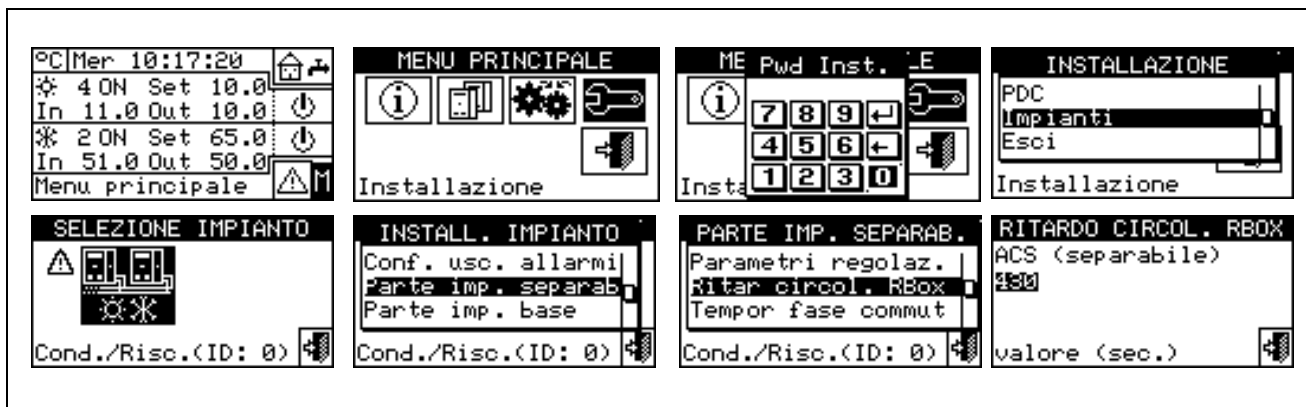 °C Mer 10:17:20
4 ON Set 10.0
In 11.0 Out 10.0
2 ON Set 65.0
In 51.0 Out 50.0
Menu principale M
MENU PRINCIPALE
i
Installazione
ME Pwd Inst. LE
i 7 8 9
4 5 6
Insta 1 2 3 0
INSTALLAZIONE
PDC
Impianti
Esci
Installazione
SELEZIONE IMPIANTO
Cond./Risc.(ID: 0)
INSTALL. IMPIANTO
Conf. usc. allarmi
Parte imp. separab
Parte imp. base
Cond./Risc.(ID: 0)
PARTE IMP. SEPARAB.
Parametri regolaz.
Ritar circol. RBox
Tempor fase commut
Cond./Risc.(ID: 0)
RITARDO CIRCOL. RBOX
ACS (separabile)
480
valore (sec.)